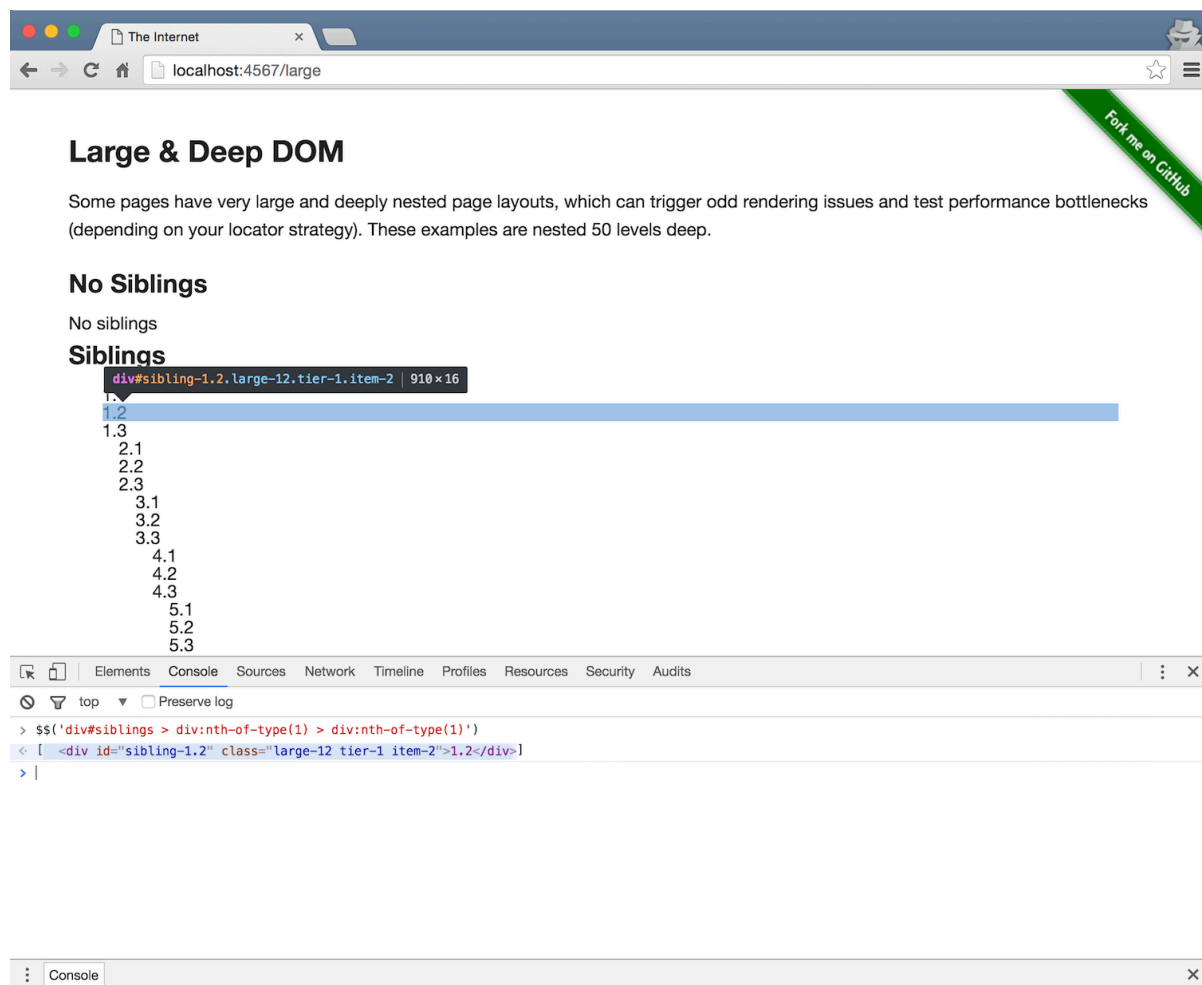 The Internet
localhost:4567/large
Fork me on GitHub
Large & Deep DOM
Some pages have very large and deeply nested page layouts, which can trigger odd rendering issues and test performance bottlenecks
(depending on your locator strategy). These examples are nested 50 levels deep.
No Siblings
No siblings
Siblings
div#sibling-1.2.large-12.tier-1.item-2 | 910×16
1.2
1.3
2.1
2.2
2.3
3.1
3.2
3.3
4.1
4.2
4.3
5.1
5.2
5.3
Elements Console Sources Network Timeline Profiles Resources Security Audits
top ▼ Preserve log
> $$('div#siblings > div:nth-of-type(1) > div:nth-of-type(1)')
[ <div id="sibling-1.2" class="large-12 tier-1 item-2">1.2</div>]
>
Console